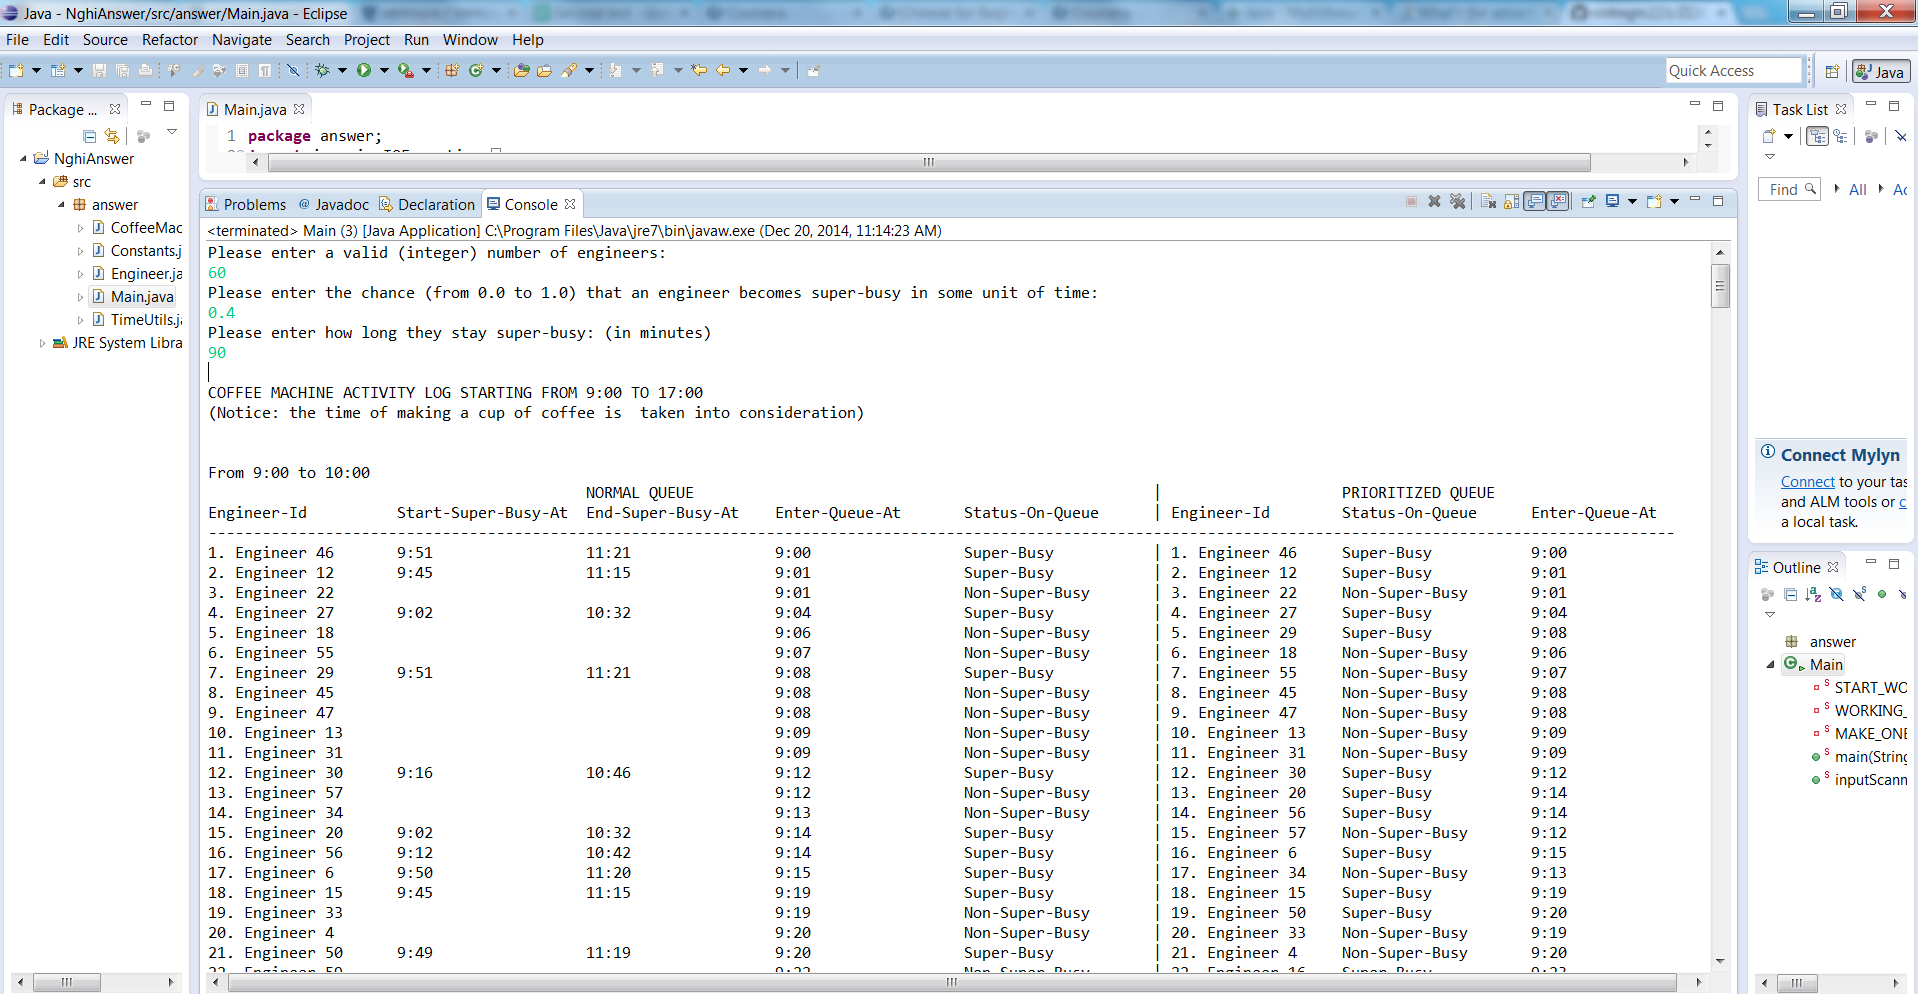 Java - NghiAnswer/src/answer/Main.java - Eclipse
File Edit Source Refactor Navigate Search Project Run Window Help
Quick Access
Java
Package ...
NghiAnswer
src
answer
CoffeeMac
Constants.j
Engineer.ja
Main.java
TimeUtils.ja
JRE System Libra
Main.java
1 package answer;
Problems @ Javadoc Declaration Console
<terminated> Main (3) [Java Application] C:\Program Files\Java\jre7\bin\javaw.exe (Dec 20, 2014, 11:14:23 AM)
Please enter a valid (integer) number of engineers:
60
Please enter the chance (from 0.0 to 1.0) that an engineer becomes super-busy in some unit of time:
0.4
Please enter how long they stay super-busy: (in minutes)
90
COFFEE MACHINE ACTIVITY LOG STARTING FROM 9:00 TO 17:00
(Notice: the time of making a cup of coffee is  taken into consideration)
From 9:00 to 10:00
NORMAL QUEUE | PRIORITIZED QUEUE
Engineer-Id Start-Super-Busy-At End-Super-Busy-At Enter-Queue-At Status-On-Queue | Engineer-Id Status-On-Queue Enter-Queue-At
1. Engineer 46 9:51 11:21 9:00 Super-Busy | 1. Engineer 46 Super-Busy 9:00
2. Engineer 12 9:45 11:15 9:01 Super-Busy | 2. Engineer 12 Super-Busy 9:01
3. Engineer 22 9:01 Non-Super-Busy | 3. Engineer 22 Non-Super-Busy 9:01
4. Engineer 27 9:02 10:32 9:04 Super-Busy | 4. Engineer 27 Super-Busy 9:04
5. Engineer 18 9:06 Non-Super-Busy | 5. Engineer 29 Super-Busy 9:08
6. Engineer 55 9:07 Non-Super-Busy | 6. Engineer 18 Non-Super-Busy 9:06
7. Engineer 29 9:51 11:21 9:08 Super-Busy | 7. Engineer 55 Non-Super-Busy 9:07
8. Engineer 45 9:08 Non-Super-Busy | 8. Engineer 45 Non-Super-Busy 9:08
9. Engineer 47 9:08 Non-Super-Busy | 9. Engineer 47 Non-Super-Busy 9:08
10. Engineer 13 9:09 Non-Super-Busy | 10. Engineer 13 Non-Super-Busy 9:09
11. Engineer 31 9:09 Non-Super-Busy | 11. Engineer 31 Non-Super-Busy 9:09
12. Engineer 30 9:16 10:46 9:12 Super-Busy | 12. Engineer 30 Super-Busy 9:12
13. Engineer 57 9:12 Non-Super-Busy | 13. Engineer 20 Super-Busy 9:14
14. Engineer 34 9:13 Non-Super-Busy | 14. Engineer 56 Super-Busy 9:14
15. Engineer 20 9:02 10:32 9:14 Super-Busy | 15. Engineer 57 Non-Super-Busy 9:12
16. Engineer 56 9:12 10:42 9:14 Super-Busy | 16. Engineer 6 Super-Busy 9:15
17. Engineer 6 9:50 11:20 9:15 Super-Busy | 17. Engineer 34 Non-Super-Busy 9:13
18. Engineer 15 9:45 11:15 9:19 Super-Busy | 18. Engineer 15 Super-Busy 9:19
19. Engineer 33 9:19 Non-Super-Busy | 19. Engineer 50 Super-Busy 9:20
20. Engineer 4 9:20 Non-Super-Busy | 20. Engineer 33 Non-Super-Busy 9:19
21. Engineer 50 9:49 11:19 9:20 Super-Busy | 21. Engineer 4 Non-Super-Busy 9:20
Task List
Find All Ac
Connect Mylyn
Connect to your tas
and ALM tools or c
a local task.
Outline
answer
Main
START_WO
WORKING_
MAKE_ONE
main(String
inputScann